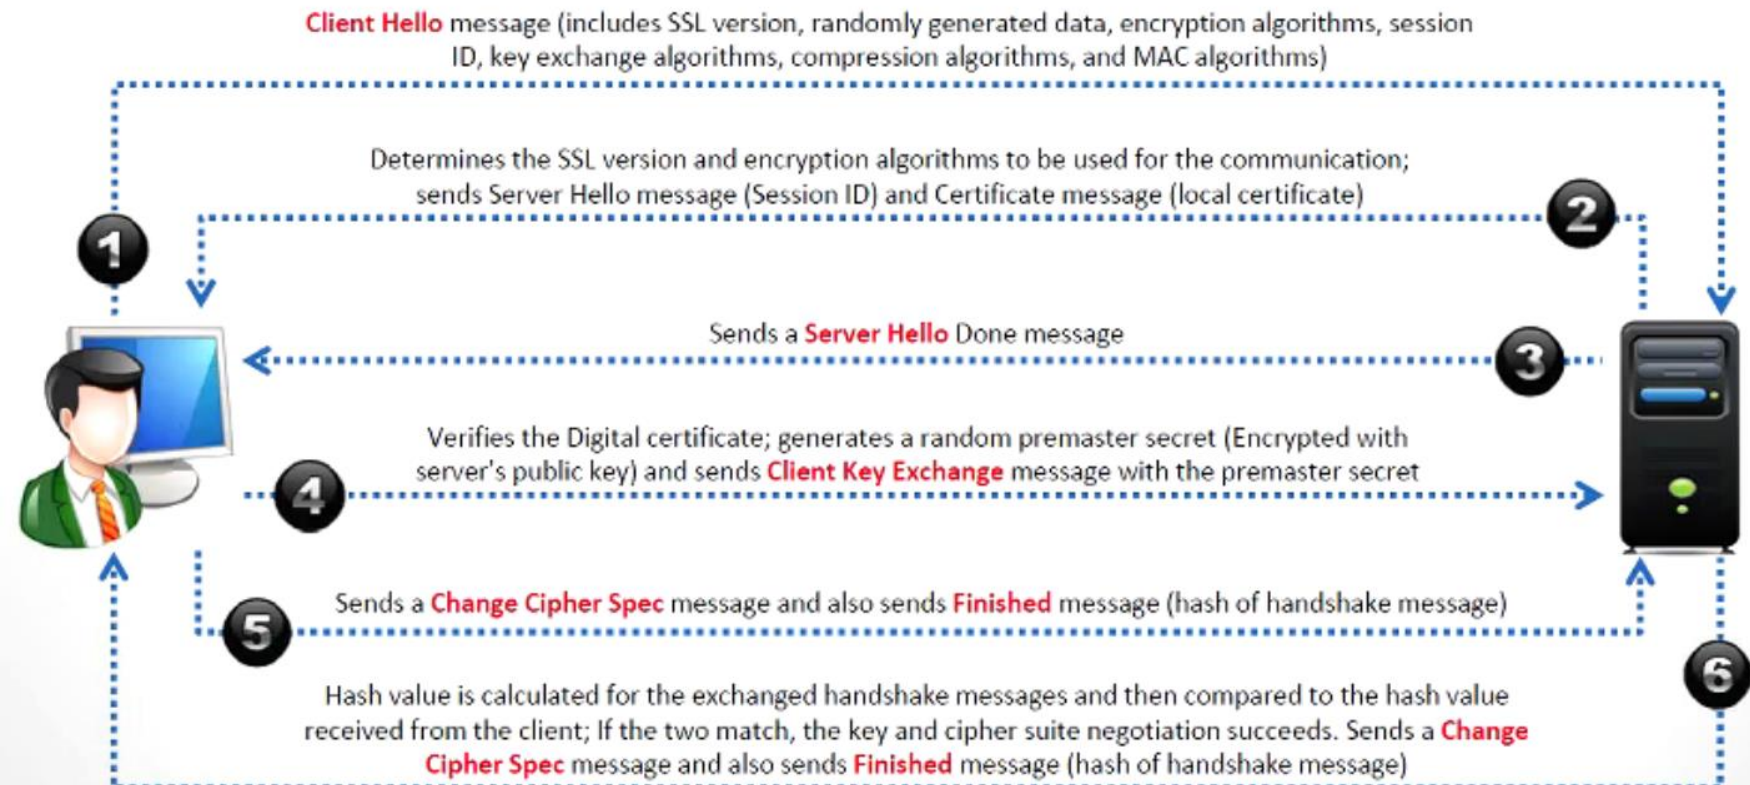 Client Hello message (includes SSL version, randomly generated data, encryption algorithms, session
ID, key exchange algorithms, compression algorithms, and MAC algorithms)
Determines the SSL version and encryption algorithms to be used for the communication;
sends Server Hello message (Session ID) and Certificate message (local certificate)
1
2
Sends a Server Hello Done message
3
Verifies the Digital certificate; generates a random premaster secret (Encrypted with
server's public key) and sends Client Key Exchange message with the premaster secret
4
Sends a Change Cipher Spec message and also sends Finished message (hash of handshake message)
5
6
Hash value is calculated for the exchanged handshake messages and then compared to the hash value
received from the client; If the two match, the key and cipher suite negotiation succeeds. Sends a Change
Cipher Spec message and also sends Finished message (hash of handshake message)